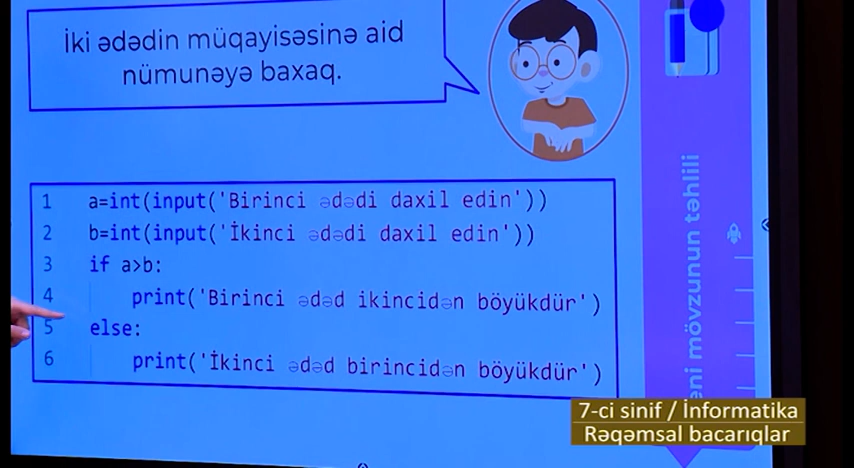 İki ədədin müqayisəsinə aid
nümunəyə baxaq.
1 a=int(input('Birinci ədədi daxil edin'))
2 b=int(input('İkinci ədədi daxil edin'))
3 if a>b:
4 print('Birinci ədəd ikincidən böyükdür')
5 else:
6 print('İkinci ədəd birincidən böyükdür')
eni mövzunun təhlili
7-ci sinif / İnformatika
Rəqəmsal bacarıqlar